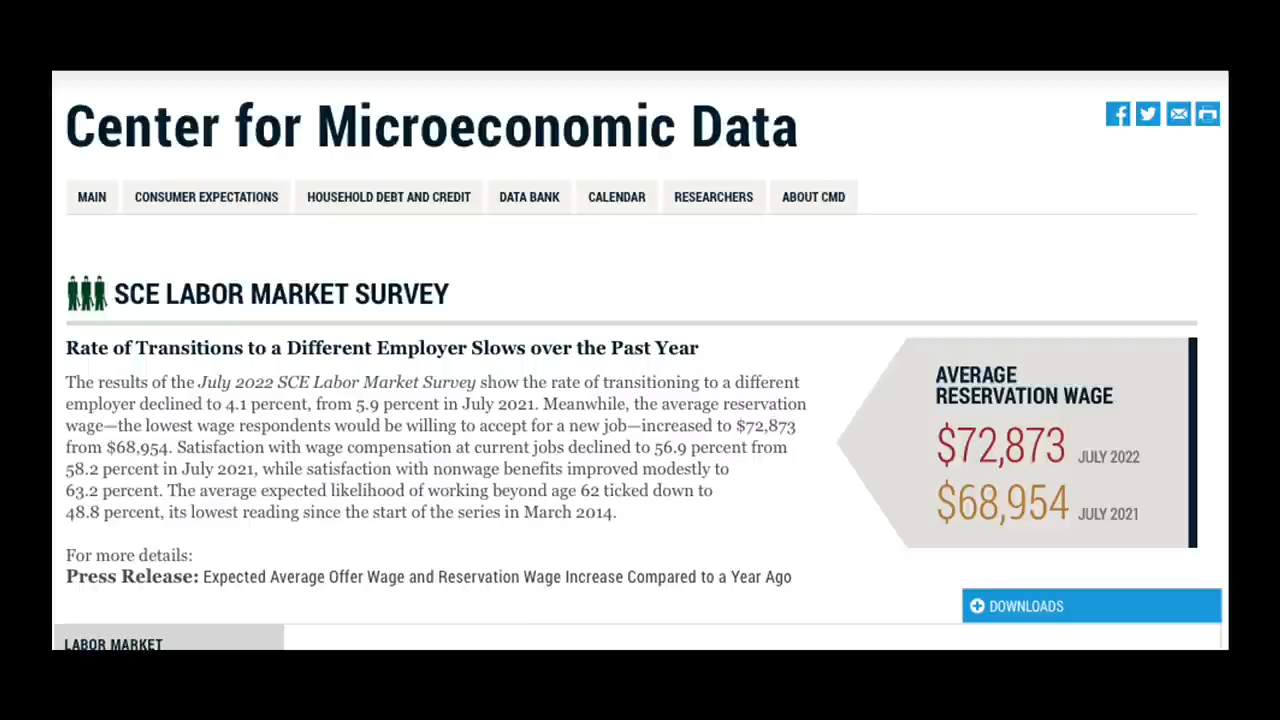 Center for Microeconomic Data
MAIN
CONSUMER EXPECTATIONS
HOUSEHOLD DEBT AND CREDIT
DATA BANK
CALENDAR
RESEARCHERS
ABOUT CMD
SCE LABOR MARKET SURVEY
Rate of Transitions to a Different Employer Slows over the Past Year
The results of the July 2022 SCE Labor Market Survey show the rate of transitioning to a different
employer declined to 4.1 percent, from 5.9 percent in July 2021. Meanwhile, the average reservation
wage—the lowest wage respondents would be willing to accept for a new job—increased to $72,873
from $68,954. Satisfaction with wage compensation at current jobs declined to 56.9 percent from
58.2 percent in July 2021, while satisfaction with nonwage benefits improved modestly to
63.2 percent. The average expected likelihood of working beyond age 62 ticked down to
48.8 percent, its lowest reading since the start of the series in March 2014.
For more details:
Press Release: Expected Average Offer Wage and Reservation Wage Increase Compared to a Year Ago
AVERAGE
RESERVATION WAGE
$72,873 JULY 2022
$68,954 JULY 2021
DOWNLOADS
LABOR MARKET